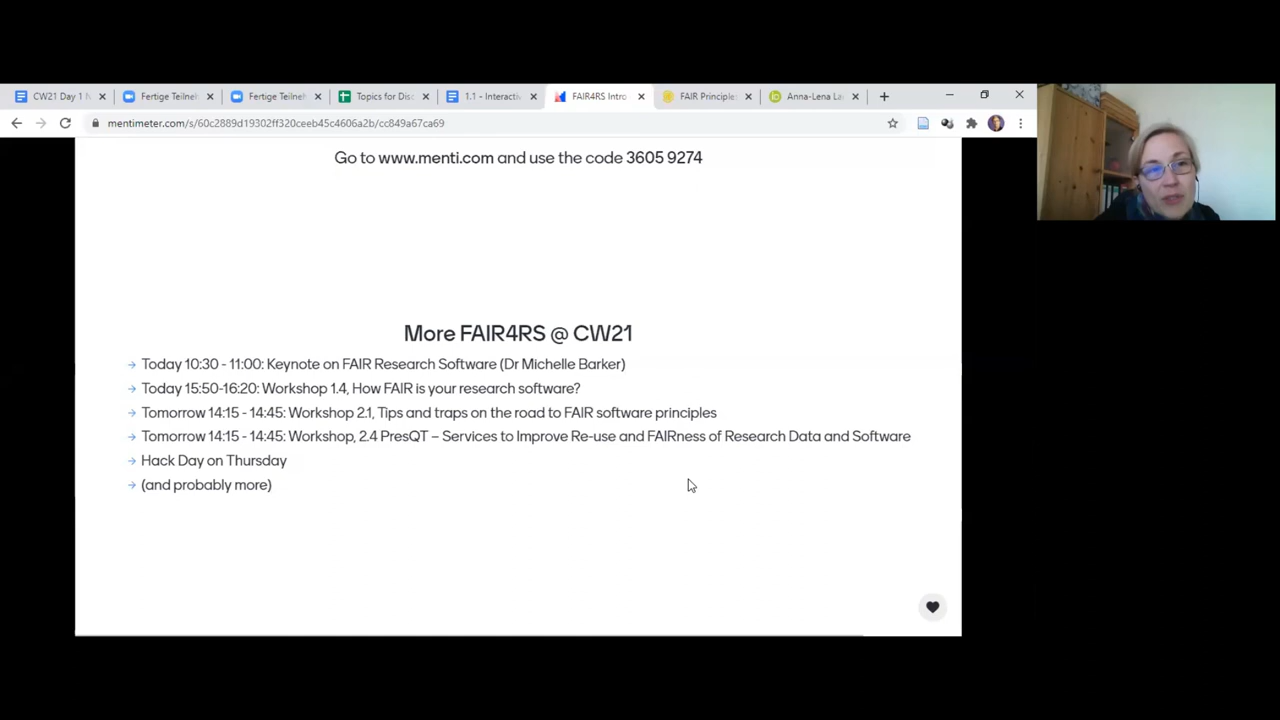 CW21 Day 1 N
Fertige Teilneh
Fertige Teilneh
Topics for Disc
1.1 - Interacti
FAIR4RS Intro
FAIR Principle
Anna-Lena La
mentimeter.com/s/60c2889d19302ff320ceeb45c4606a2b/cc849a67ca69
Go to www.menti.com and use the code 3605 9274
More FAIR4RS @ CW21
Today 10:30 - 11:00: Keynote on FAIR Research Software (Dr Michelle Barker)
Today 15:50-16:20: Workshop 1.4, How FAIR is your research software?
Tomorrow 14:15 - 14:45: Workshop 2.1, Tips and traps on the road to FAIR software principles
Tomorrow 14:15 - 14:45: Workshop, 2.4 PresQT – Services to Improve Re-use and FAIRness of Research Data and Software
Hack Day on Thursday
(and probably more)